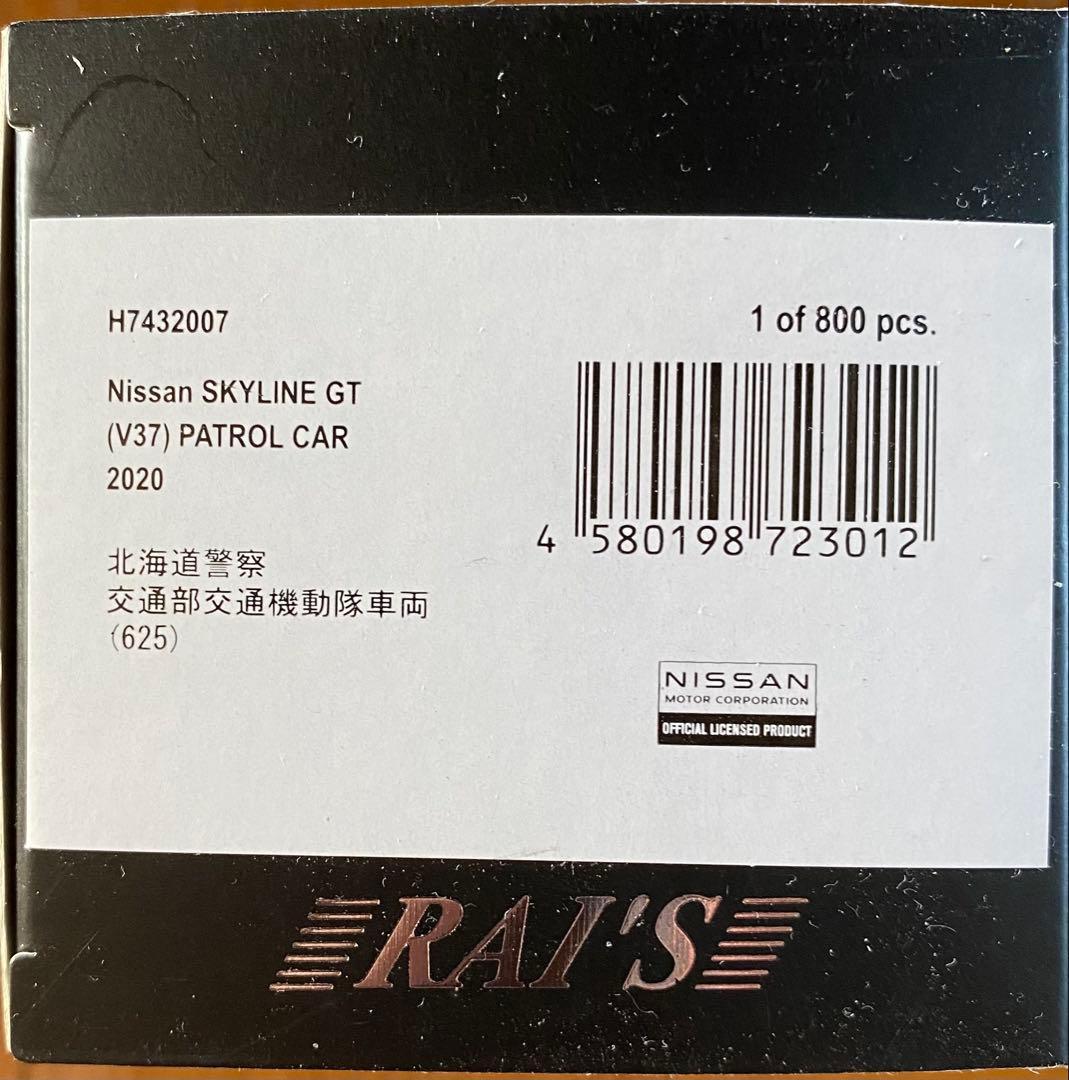 H7432007
1 of 800 pcs.
Nissan SKYLINE GT
(V37) PATROL CAR
2020
4 580198 723012
北海道警察
交通部交通機動隊車両
(625)
NISSAN
MOTOR CORPORATION
OFFICIAL LICENSED PRODUCT
RAI'S